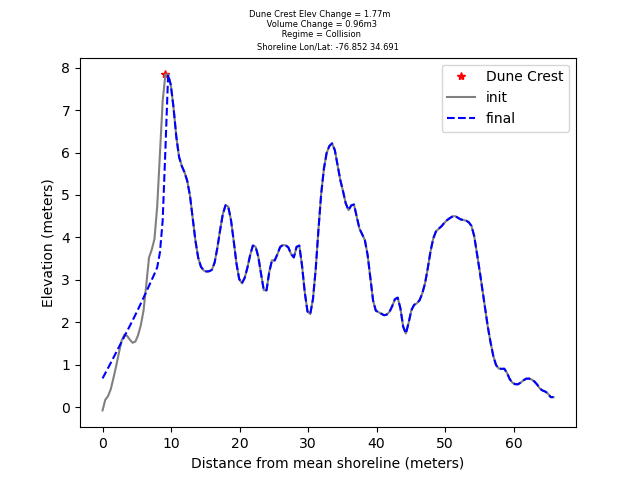 Dune Crest Elev Change = 1.77m
Volume Change = 0.96m3
Regime = Collision
Shoreline Lon/Lat: -76.852 34.691
Dune Crest
init
final
Elevation (meters)
8
7
6
5
4
3
2
1
0
0 10 20 30 40 50 60
Distance from mean shoreline (meters)